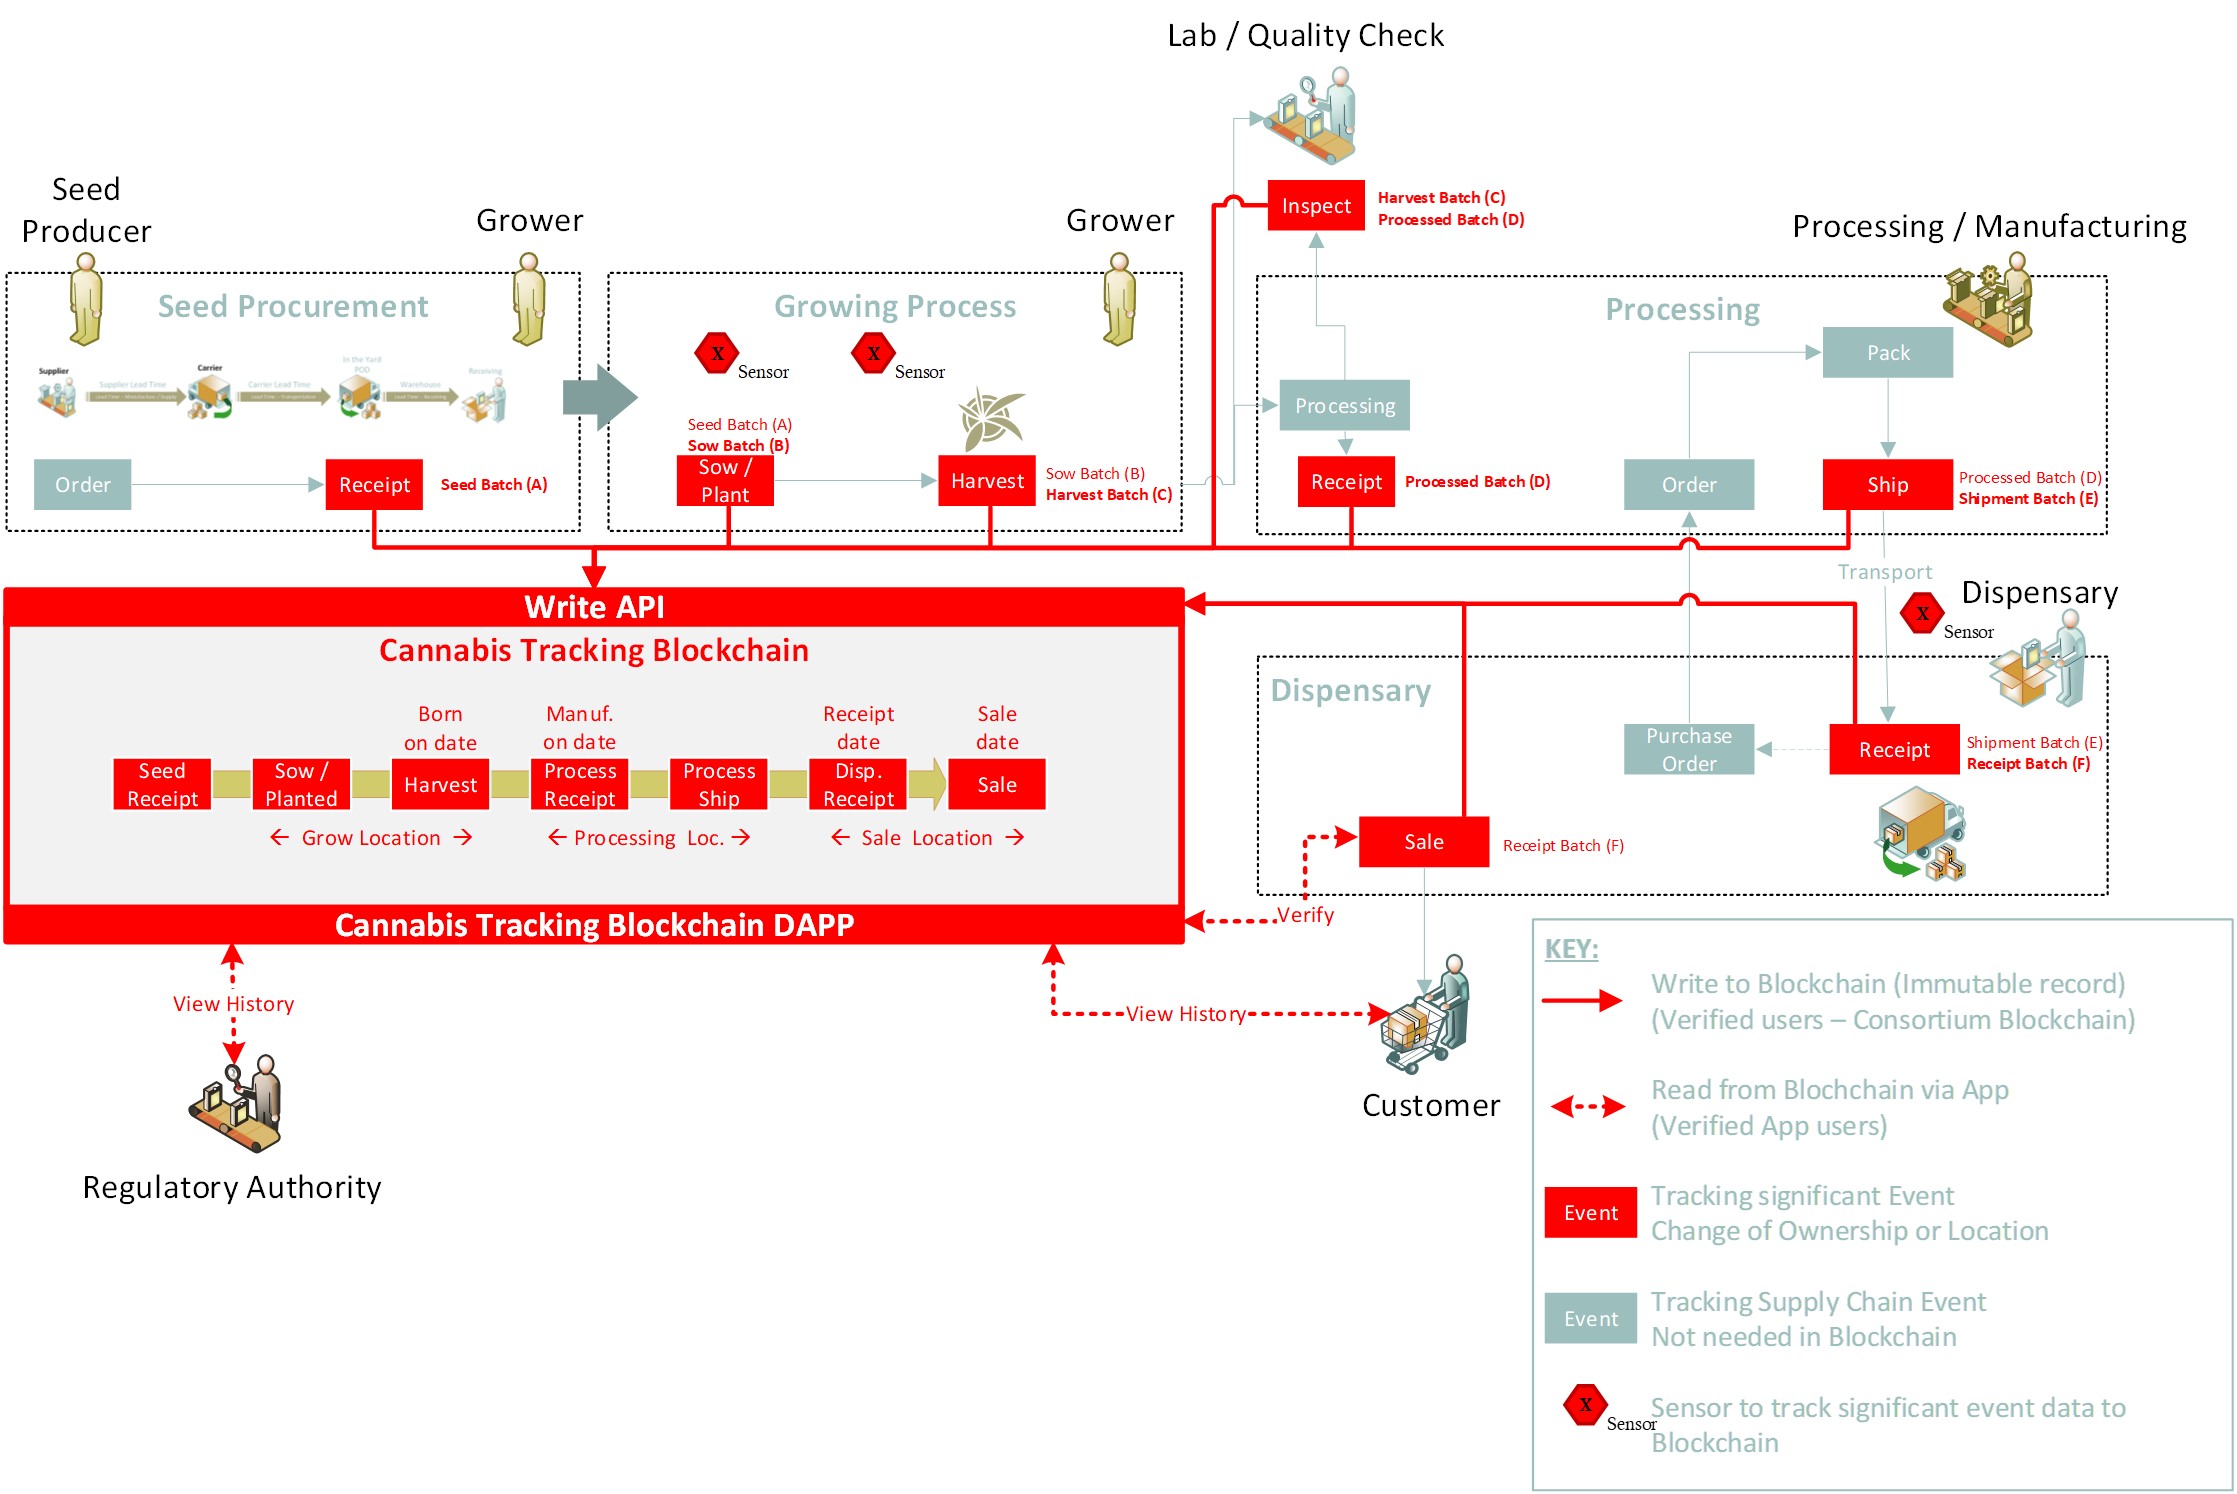 Lab / Quality Check
Inspect
Harvest Batch (C)
Processed Batch (D)
Seed
Producer
Grower
Seed Procurement
Supplier
Supplier Lead Time
Carrier
Carrier Lead Time
In the Yard
POD
Warehouse
Receiving
Order
Receipt
Seed Batch (A)
Grower
Growing Process
X
Sensor
X
Sensor
Seed Batch (A)
Sow Batch (B)
Sow /
Plant
Harvest
Sow Batch (B)
Harvest Batch (C)
Processing / Manufacturing
Processing
Processing
Receipt
Processed Batch (D)
Order
Pack
Ship
Processed Batch (D)
Shipment Batch (E)
Transport
X
Sensor
Dispensary
Dispensary
Purchase
Order
Receipt
Shipment Batch (E)
Receipt Batch (F)
Sale
Receipt Batch (F)
Write API
Cannabis Tracking Blockchain
Born
on date
Manuf.
on date
Receipt
date
Sale
date
Seed
Receipt
Sow /
Planted
Harvest
Process
Receipt
Process
Ship
Disp.
Receipt
Sale
← Grow Location →
← Processing Loc. →
← Sale Location →
Cannabis Tracking Blockchain DAPP
Verify
View History
View History
Customer
Regulatory Authority
KEY:
Write to Blockchain (Immutable record)
(Verified users – Consortium Blockchain)
Read from Blochchain via App
(Verified App users)
Event
Tracking significant Event
Change of Ownership or Location
Event
Tracking Supply Chain Event
Not needed in Blockchain
X
Sensor
Sensor to track significant event data to
Blockchain